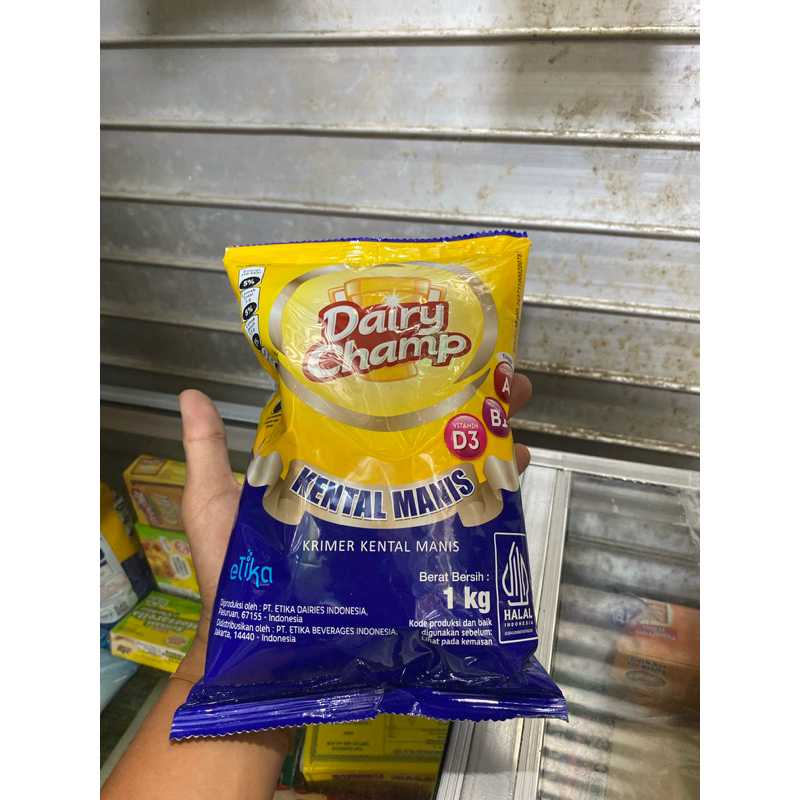 5%
5%
Dairy
Champ
A
B1
VITAMIN
D3
KENTAL MANIS
KRIMER KENTAL MANIS
eTika
Berat Bersih :
1 kg
HALAL
INDONESIA
Diproduksi oleh : PT. ETIKA DAIRIES INDONESIA,
Pasuruan, 67155 - Indonesia
Didistribusikan oleh : PT. ETIKA BEVERAGES INDONESIA,
Jakarta, 14440 - Indonesia
Kode produksi dan baik
digunakan sebelum:
Lihat pada kemasan